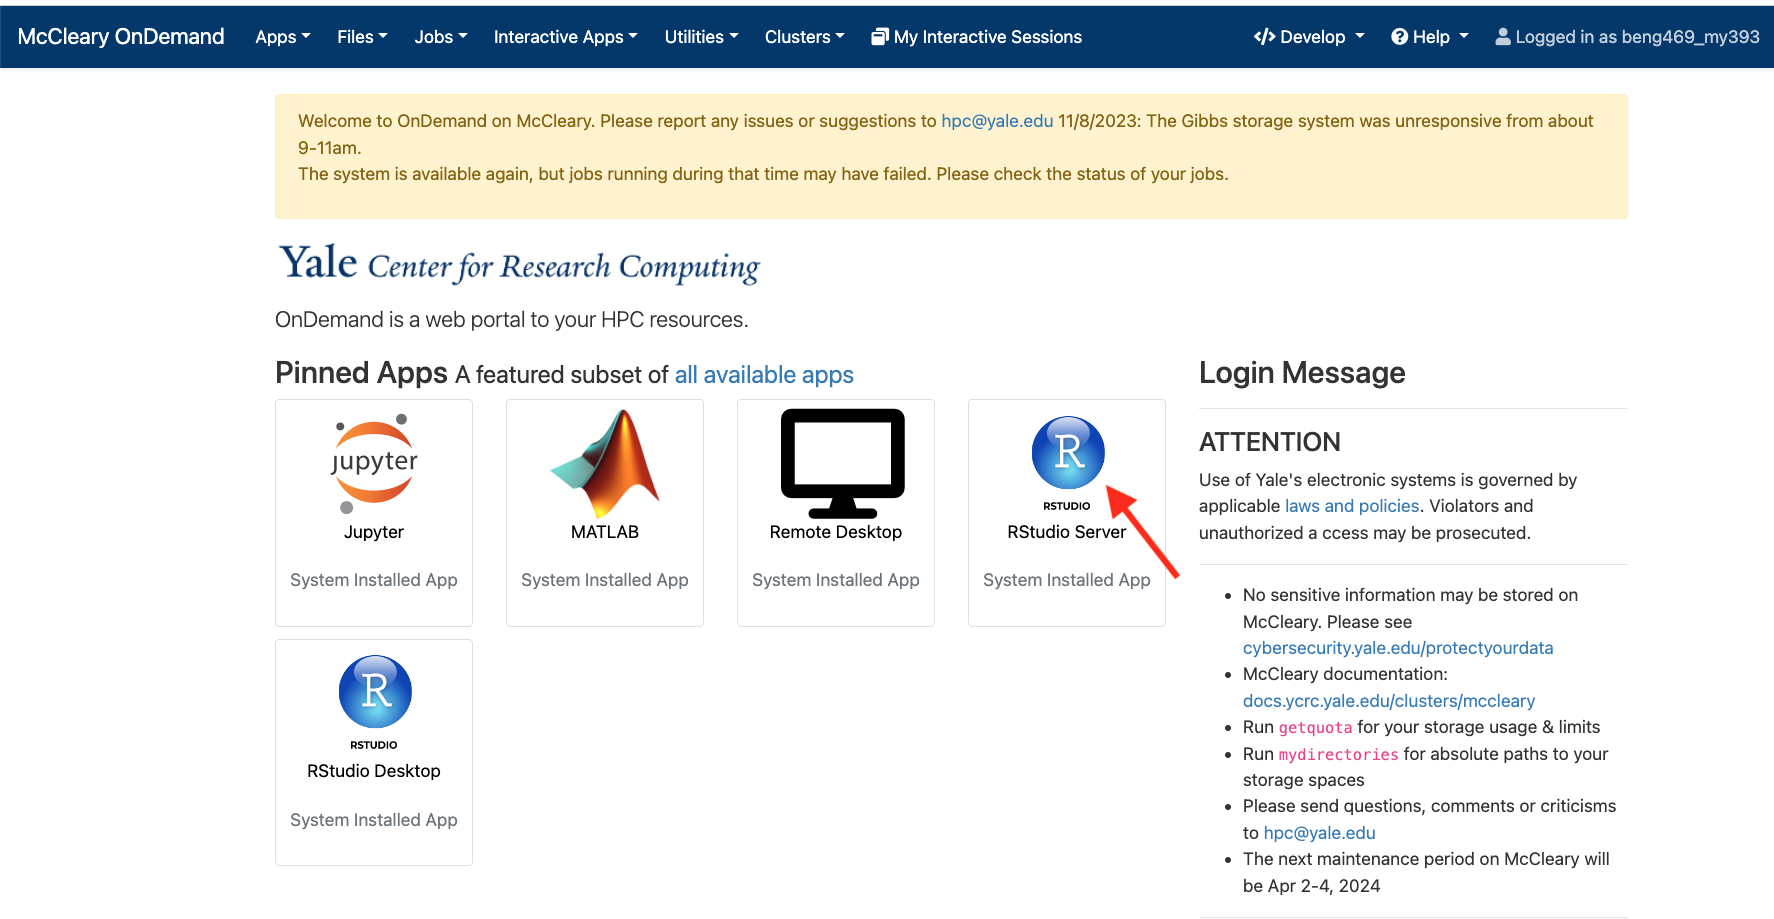 McCleary OnDemand Apps Files Jobs Interactive Apps Utilities Clusters My Interactive Sessions Develop Help Logged in as beng469_my393
Welcome to OnDemand on McCleary. Please report any issues or suggestions to hpc@yale.edu 11/8/2023: The Gibbs storage system was unresponsive from about
9-11am.
The system is available again, but jobs running during that time may have failed. Please check the status of your jobs.
Yale Center for Research Computing
OnDemand is a web portal to your HPC resources.
Pinned Apps A featured subset of all available apps
jupyter
Jupyter
System Installed App
MATLAB
System Installed App
Remote Desktop
System Installed App
R
RSTUDIO
RStudio Server
System Installed App
R
RSTUDIO
RStudio Desktop
System Installed App
Login Message
ATTENTION
Use of Yale's electronic systems is governed by
applicable laws and policies. Violators and
unauthorized a ccess may be prosecuted.
No sensitive information may be stored on
McCleary. Please see
cybersecurity.yale.edu/protectyourdata
McCleary documentation:
docs.ycrc.yale.edu/clusters/mccleary
Run getquota for your storage usage & limits
Run mydirectories for absolute paths to your
storage spaces
Please send questions, comments or criticisms
to hpc@yale.edu
The next maintenance period on McCleary will
be Apr 2-4, 2024